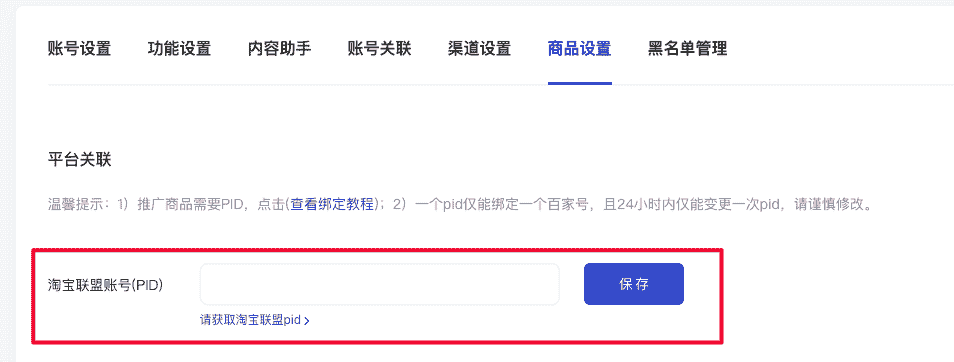 账号设置 功能设置 内容助手 账号关联 渠道设置 商品设置 黑名单管理
平台关联
温馨提示：1）推广商品需要PID，点击(查看绑定教程)；2）一个pid仅能绑定一个百家号，且24小时内仅能变更一次pid，请谨慎修改。
淘宝联盟账号(PID) 保存
请获取淘宝联盟pid >